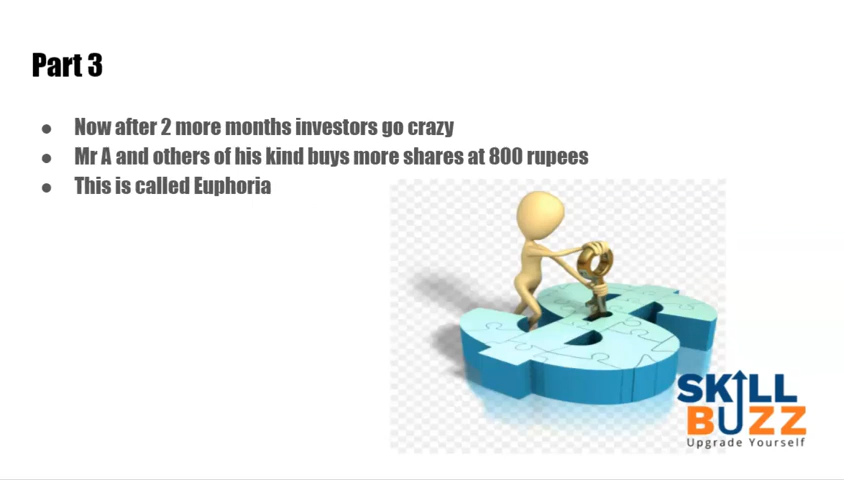 Part 3
● Now after 2 more months investors go crazy
● Mr A and others of his kind buys more shares at 800 rupees
● This is called Euphoria
SKILL
BUZZ
Upgrade Yourself